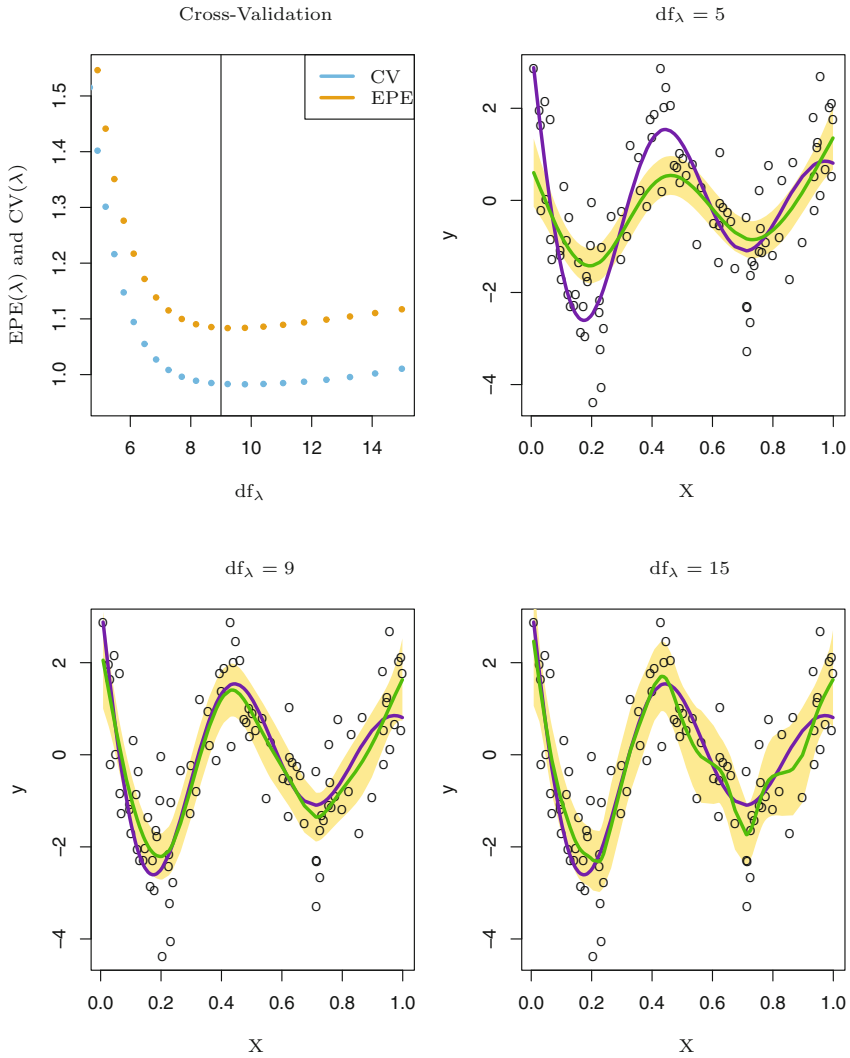 Cross-Validation
EPE(λ) and CV(λ)
1.5
1.4
1.3
1.2
1.1
1.0
CV
EPE
6 8 10 12 14
df_λ
df_λ = 5
y
2
0
−2
−4
0.0 0.2 0.4 0.6 0.8 1.0
X
df_λ = 9
y
2
0
−2
−4
0.0 0.2 0.4 0.6 0.8 1.0
X
df_λ = 15
y
2
0
−2
−4
0.0 0.2 0.4 0.6 0.8 1.0
X